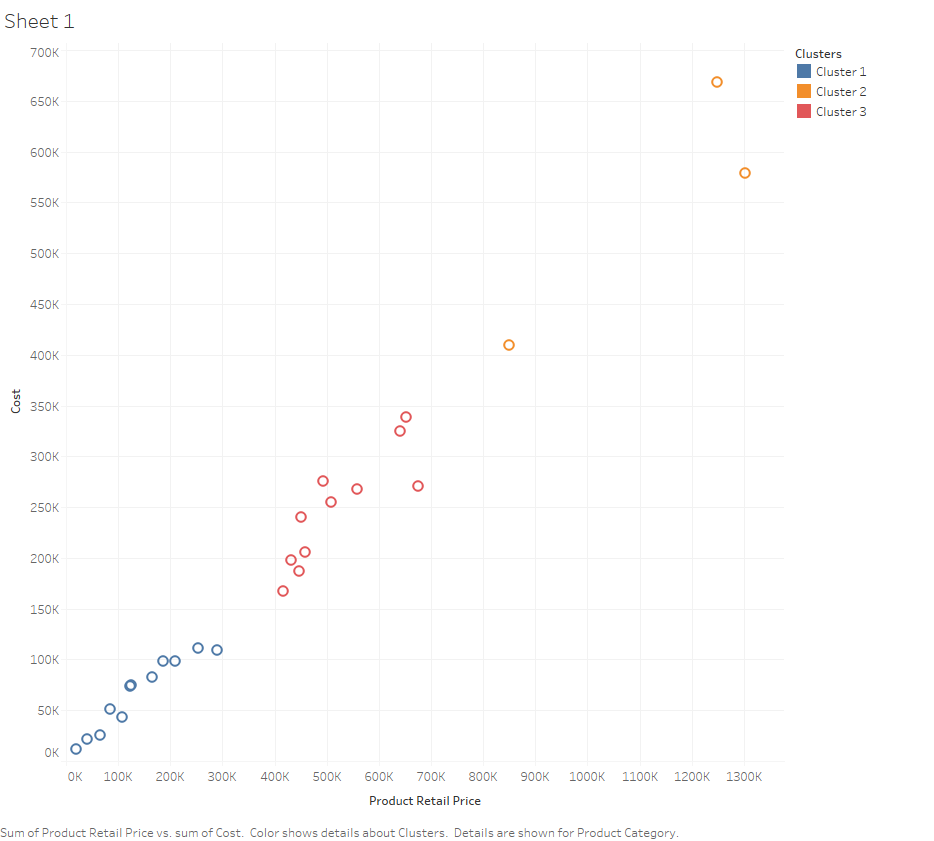 Sheet 1
700K
650K
600K
550K
500K
450K
400K
350K
300K
250K
200K
150K
100K
50K
0K
Cost
0K 100K 200K 300K 400K 500K 600K 700K 800K 900K 1000K 1100K 1200K 1300K
Product Retail Price
Clusters
Cluster 1
Cluster 2
Cluster 3
Sum of Product Retail Price vs. sum of Cost. Color shows details about Clusters. Details are shown for Product Category.